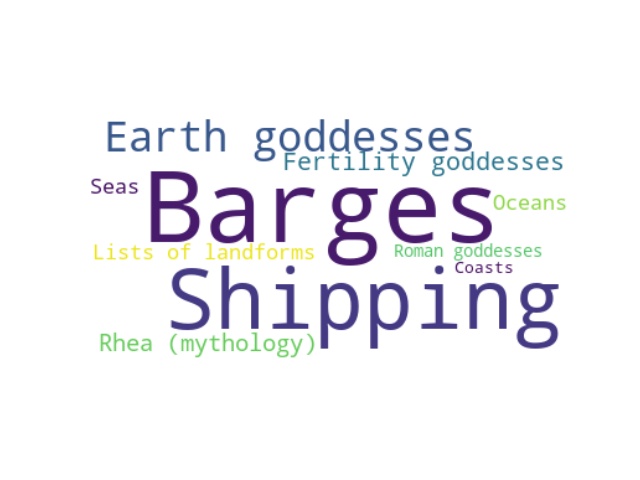 Earth goddesses
Fertility goddesses
Seas
Barges
Oceans
Lists of landforms
Roman goddesses
Coasts
Shipping
Rhea (mythology)